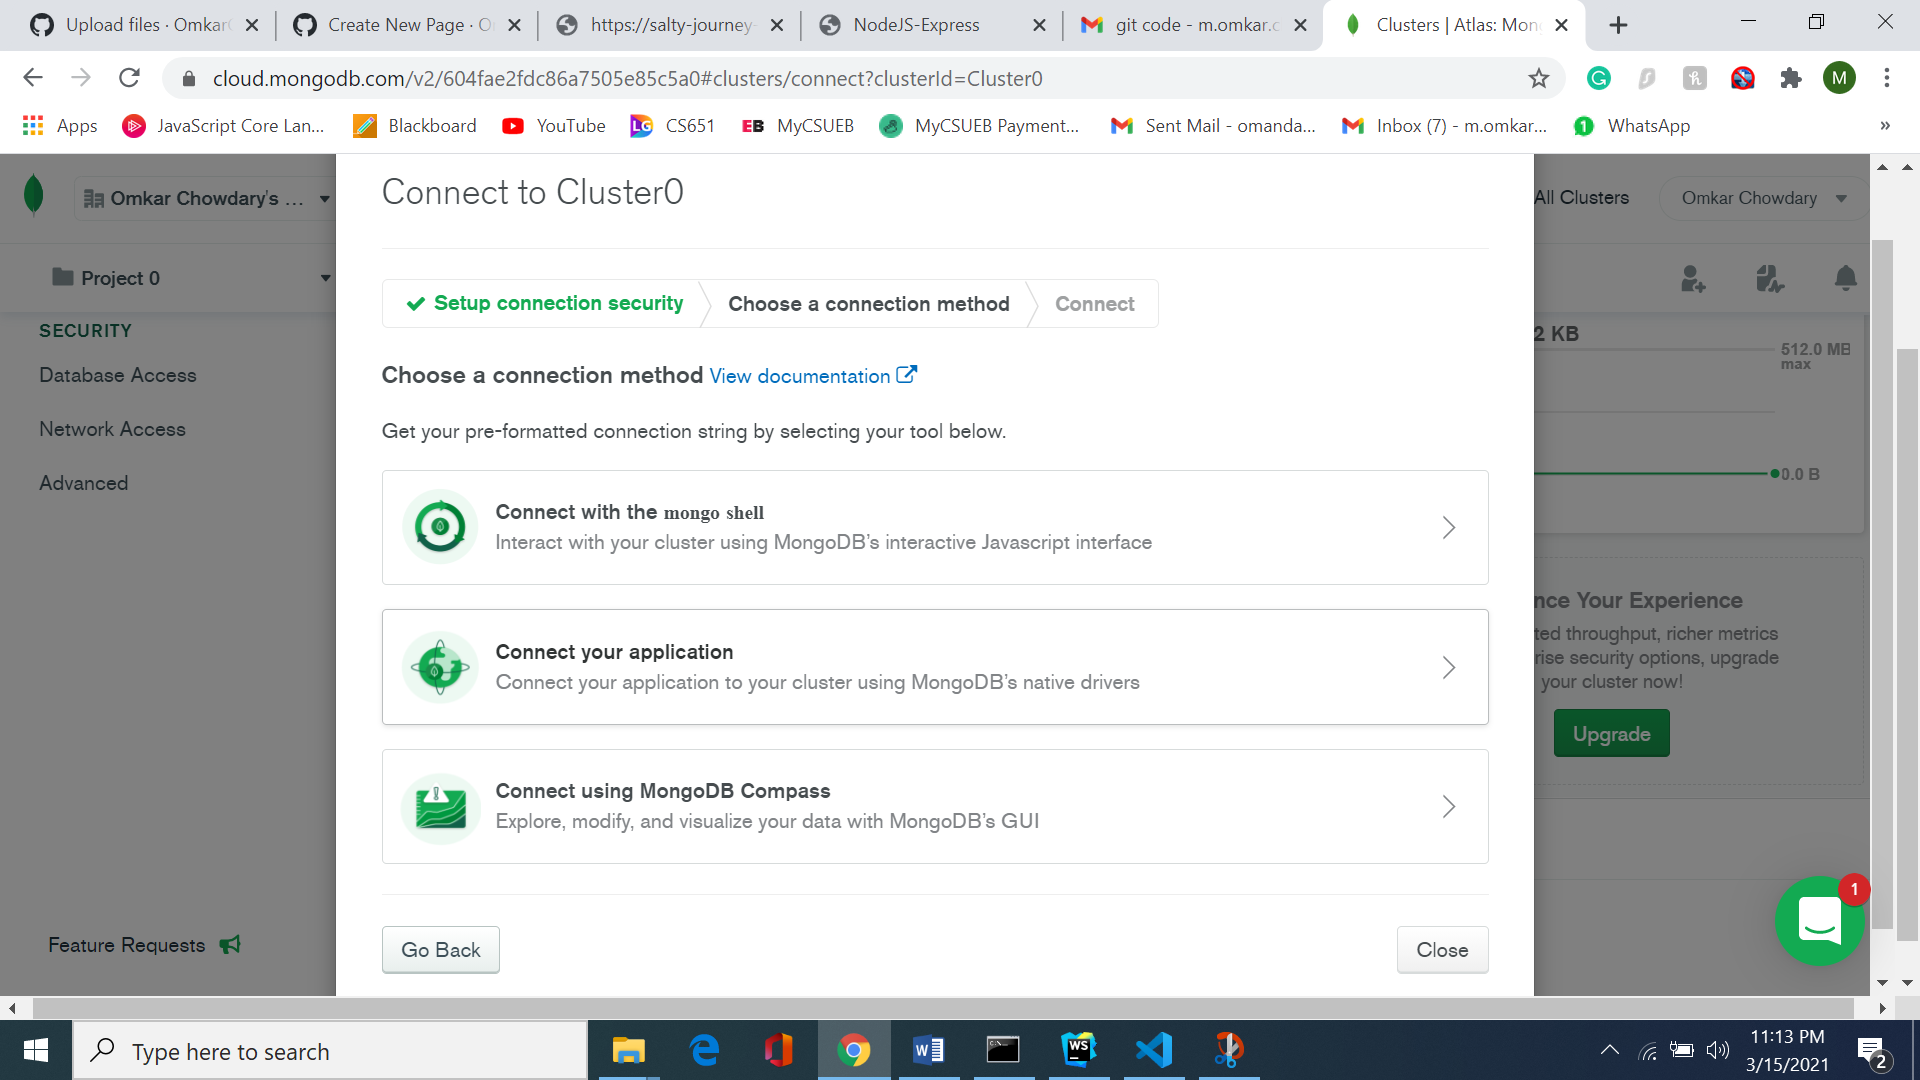 Upload files · Omkar
Create New Page · O
https://salty-journey-
NodeJS-Express
git code - m.omkar.c
Clusters | Atlas: Mon
cloud.mongodb.com/v2/604fae2fdc86a7505e85c5a0#clusters/connect?clusterId=Cluster0
M
Apps
JavaScript Core Lan...
Blackboard
YouTube
LG CS651
EB MyCSUEB
MyCSUEB Payment...
Sent Mail - omanda...
Inbox (7) - m.omkar...
1 WhatsApp
»
Omkar Chowdary's ...
All Clusters
Omkar Chowdary
Project 0
SECURITY
Database Access
Network Access
Advanced
Feature Requests
Connect to Cluster0
Setup connection security
Choose a connection method
Connect
Choose a connection method View documentation
Get your pre-formatted connection string by selecting your tool below.
Connect with the mongo shell
Interact with your cluster using MongoDB's interactive Javascript interface
Connect your application
Connect your application to your cluster using MongoDB's native drivers
Connect using MongoDB Compass
Explore, modify, and visualize your data with MongoDB's GUI
Go Back
Close
2 KB
512.0 MB
max
0.0 B
nce Your Experience
ted throughput, richer metrics
rise security options, upgrade
your cluster now!
Upgrade
1
Type here to search
WS
11:13 PM
3/15/2021
2